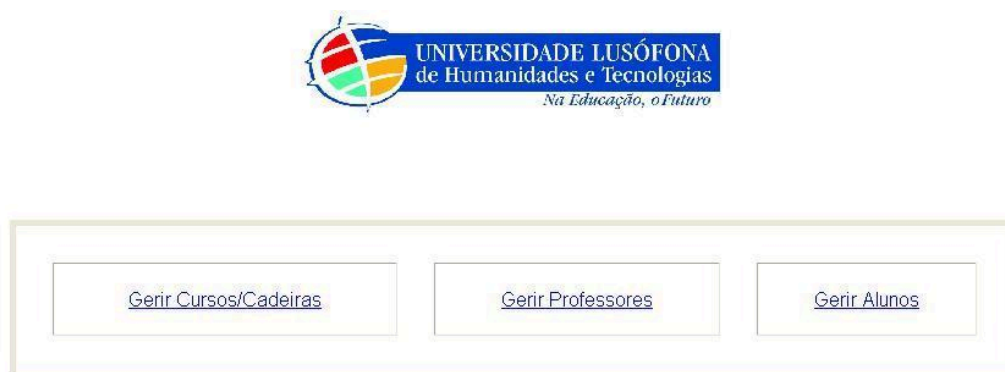 UNIVERSIDADE LUSÓFONA
de Humanidades e Tecnologias
Na Educação, o Futuro
Gerir Cursos/Cadeiras
Gerir Professores
Gerir Alunos